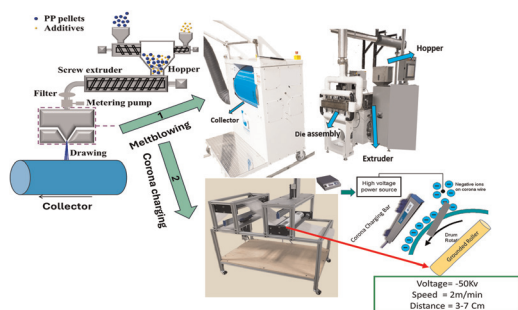 PP pellets
Additives
Hopper
Screw extruder
Filter
Metering pump
Drawing
Collector
1
Meltblowing
Corona charging
2
Collector
Hopper
Die assembly
Extruder
High voltage
power source
Negative ions
on corona wire
Corona Charging Bar
Drum
Rotat
Grounded Roller
Voltage= -50Kv
Speed = 2m/min
Distance = 3-7 Cm